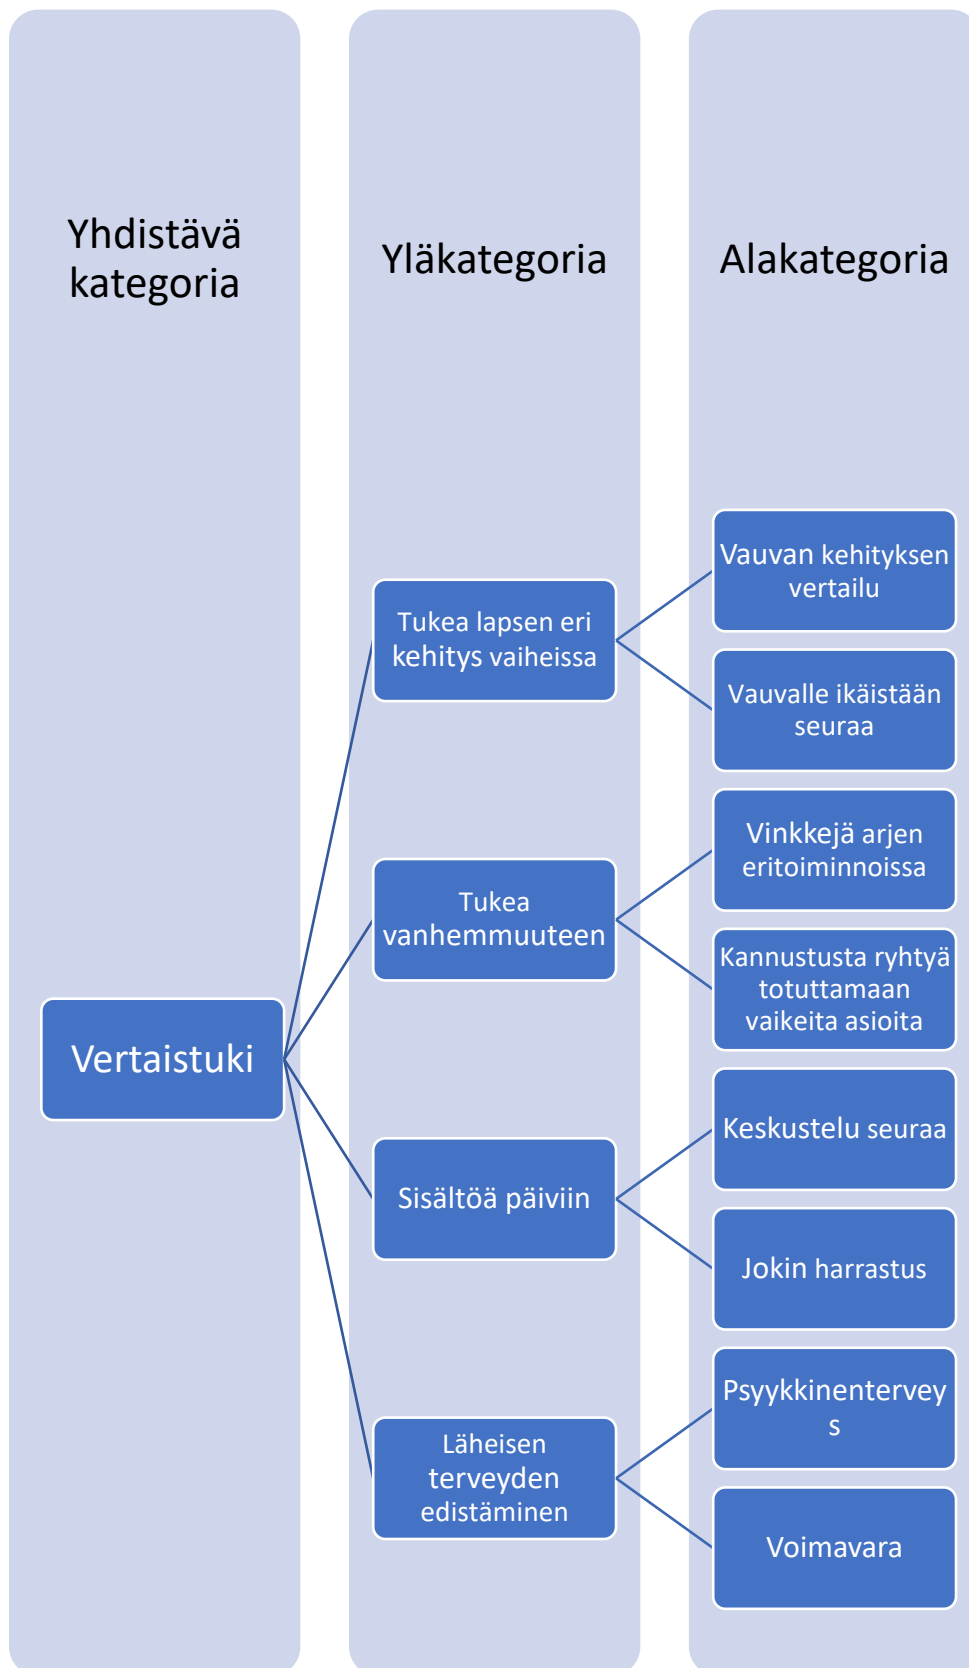 Yhdistävä
kategoria
Yläkategoria
Alakategoria
Vertaistuki
Tukea lapsen eri
kehitys vaiheissa
Vauvan kehityksen
vertailu
Vauvalle ikäistään
seuraa
Tukea
vanhemmuuteen
Vinkkejä arjen
eritoiminnoissa
Kannustusta ryhtyä
totuttamaan
vaikeita asioita
Sisältöä päiviin
Keskustelu seuraa
Jokin harrastus
Läheisen
terveyden
edistäminen
Psyykkinentervey
s
Voimavara